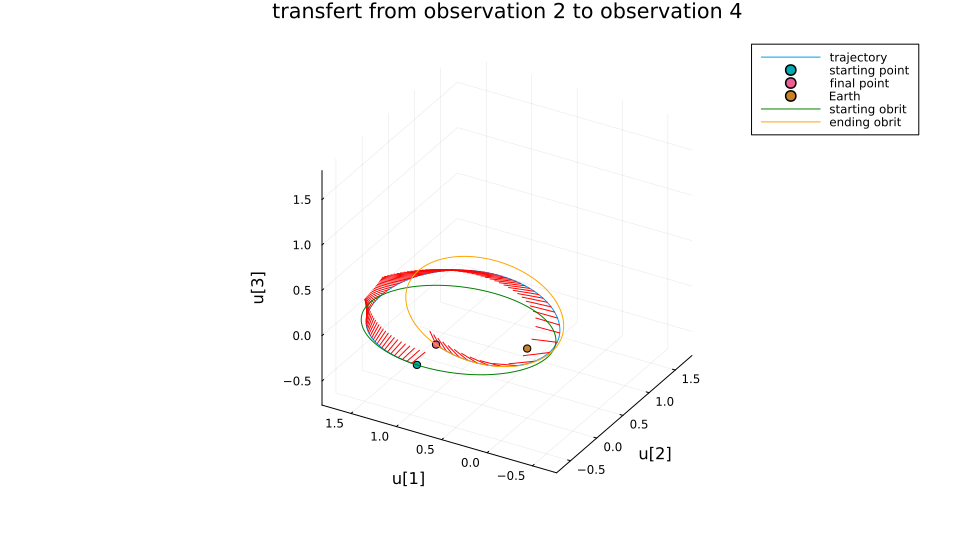 transfert from observation 2 to observation 4
trajectory
starting point
final point
Earth
starting obrit
ending obrit
1.5
1.0
0.5
0.0
−0.5
u[3]
1.5
1.0
0.5
0.0
−0.5
u[1]
1.5
1.0
0.5
0.0
−0.5
u[2]